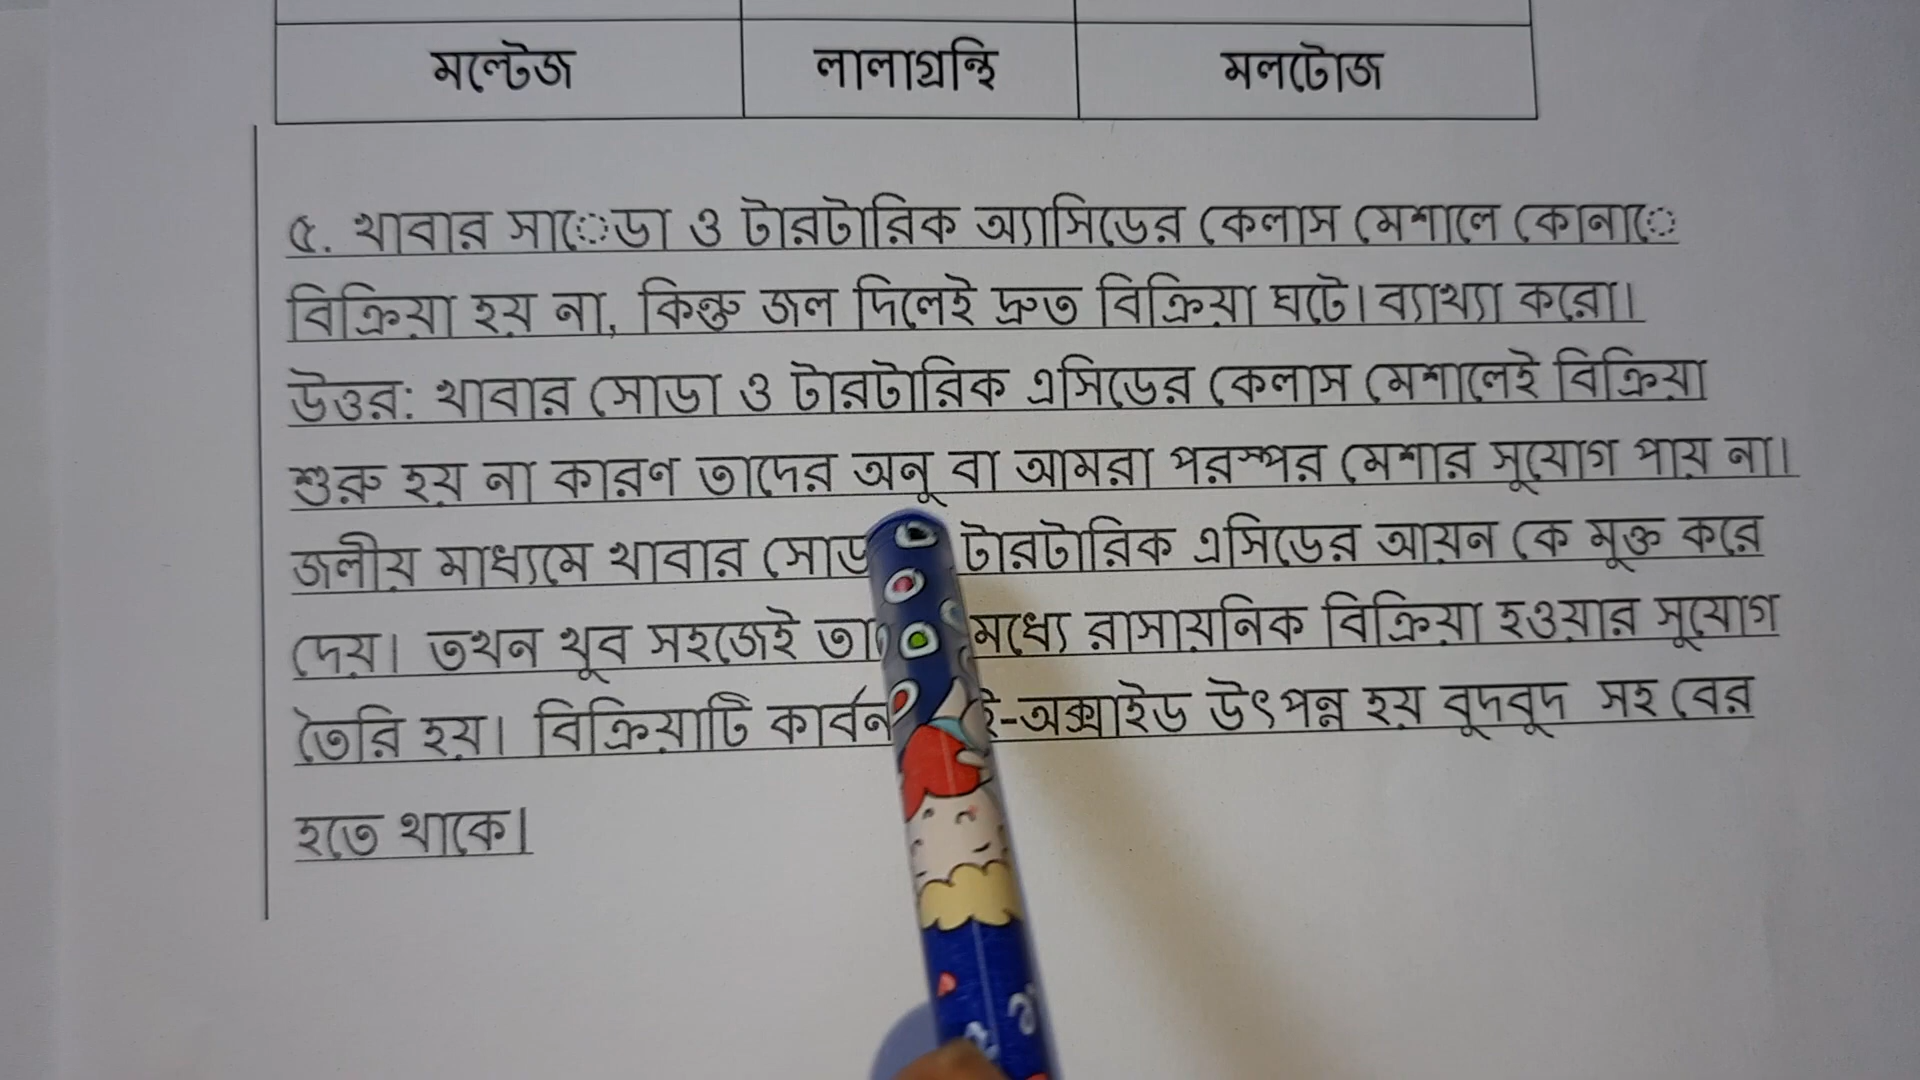 মল্টেজ লালাগ্রন্থি মলটোজ
৫. খাবার সােডা ও টারটারিক অ্যাসিডের কেলাস মেশালে কোনাে
বিক্রিয়া হয় না, কিন্তু জল দিলেই দ্রুত বিক্রিয়া ঘটে। ব্যাখ্যা করো।
উত্তর: খাবার সোডা ও টারটারিক এসিডের কেলাস মেশালেই বিক্রিয়া
শুরু হয় না কারণ তাদের অনু বা আমরা পরস্পর মেশার সুযোগ পায় না।
জলীয় মাধ্যমে খাবার টারটারিক এসিডের আয়ন কে মুক্ত করে
দেয়। তখন খুব সহজেই মধ্যে রাসায়নিক বিক্রিয়া হওয়ার সুযোগ
তৈরি হয়। বিক্রিয়াটি কার্বন অক্সাইড উৎপন্ন হয় বুদবুদ সহ বের
হতে থাকে।